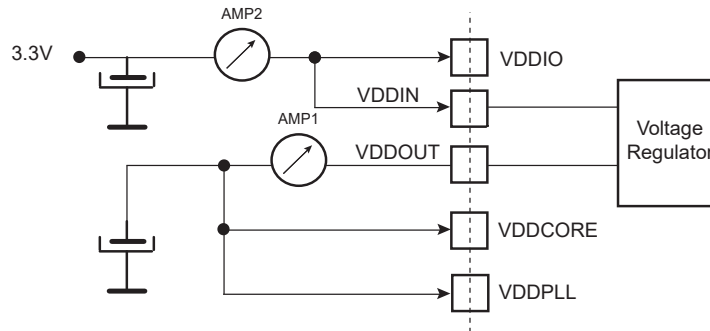 AMP2
3.3V
VDDIO
VDDIN
AMP1
VDDOUT
Voltage
Regulator
VDDCORE
VDDPLL